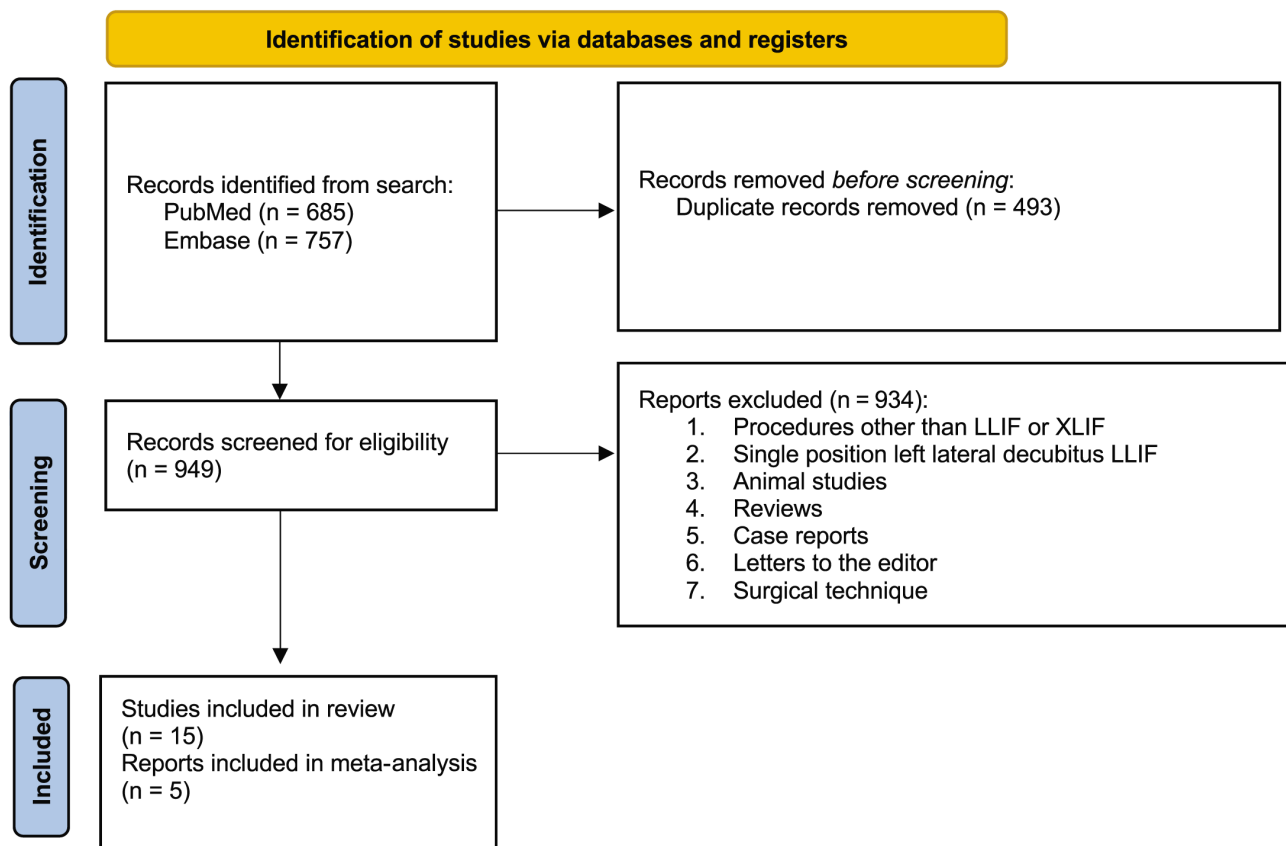 Identification of studies via databases and registers
Identification
Records identified from search:
PubMed (n = 685)
Embase (n = 757)
Records removed before screening:
Duplicate records removed (n = 493)
Screening
Records screened for eligibility
(n = 949)
Reports excluded (n = 934):
1. Procedures other than LLIF or XLIF
2. Single position left lateral decubitus LLIF
3. Animal studies
4. Reviews
5. Case reports
6. Letters to the editor
7. Surgical technique
Included
Studies included in review
(n = 15)
Reports included in meta-analysis
(n = 5)